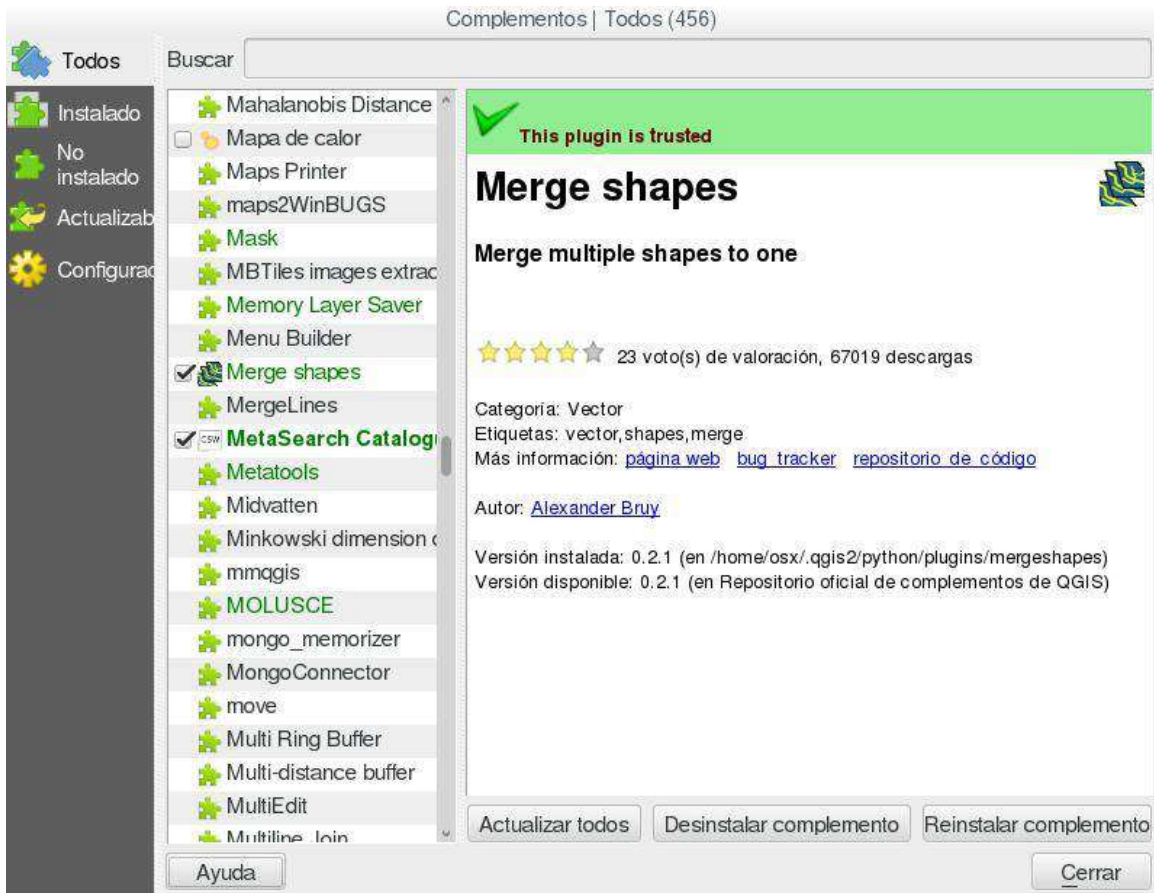 Complementos | Todos (456)
Todos
Instalado
No
instalado
Actualizab
Configurac
Buscar
Mahalanobis Distance
Mapa de calor
Maps Printer
maps2WinBUGS
Mask
MBTiles images extrac
Memory Layer Saver
Menu Builder
Merge shapes
MergeLines
CSW MetaSearch Catalog
Metatools
Midvatten
Minkowski dimension
mmqgis
MOLUSCE
mongo_memorizer
MongoConnector
move
Multi Ring Buffer
Multi-distance buffer
MultiEdit
Multiline Join
This plugin is trusted
Merge shapes
Merge multiple shapes to one
23 voto(s) de valoración, 67019 descargas
Categoría: Vector
Etiquetas: vector,shapes,merge
Más información: página web bug tracker repositorio de código
Autor: Alexander Bruy
Versión instalada: 0.2.1 (en /home/osx/.qgis2/python/plugins/mergeshapes)
Versión disponible: 0.2.1 (en Repositorio oficial de complementos de QGIS)
Actualizar todos
Desinstalar complemento
Reinstalar complemento
Ayuda
Cerrar